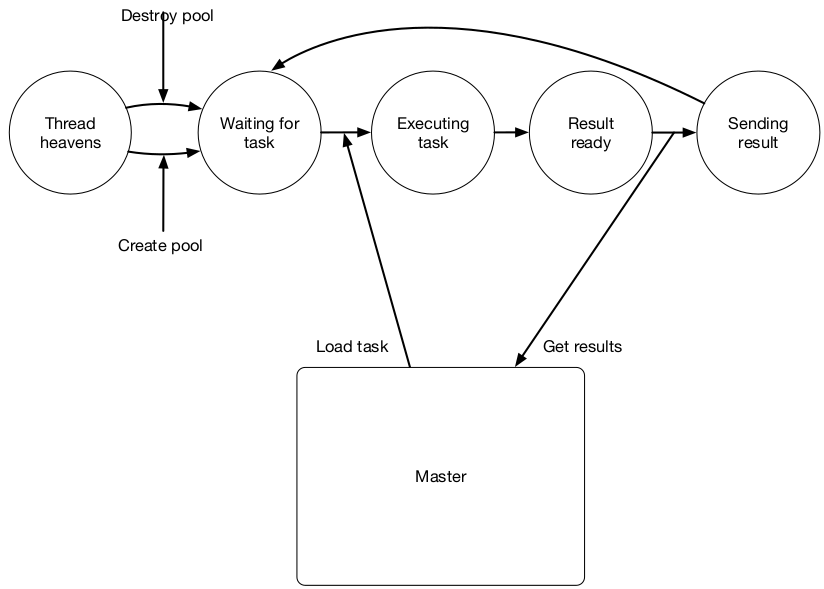 Destroy pool
Thread
heavens
Waiting for
task
Executing
task
Result
ready
Sending
result
Create pool
Load task
Get results
Master